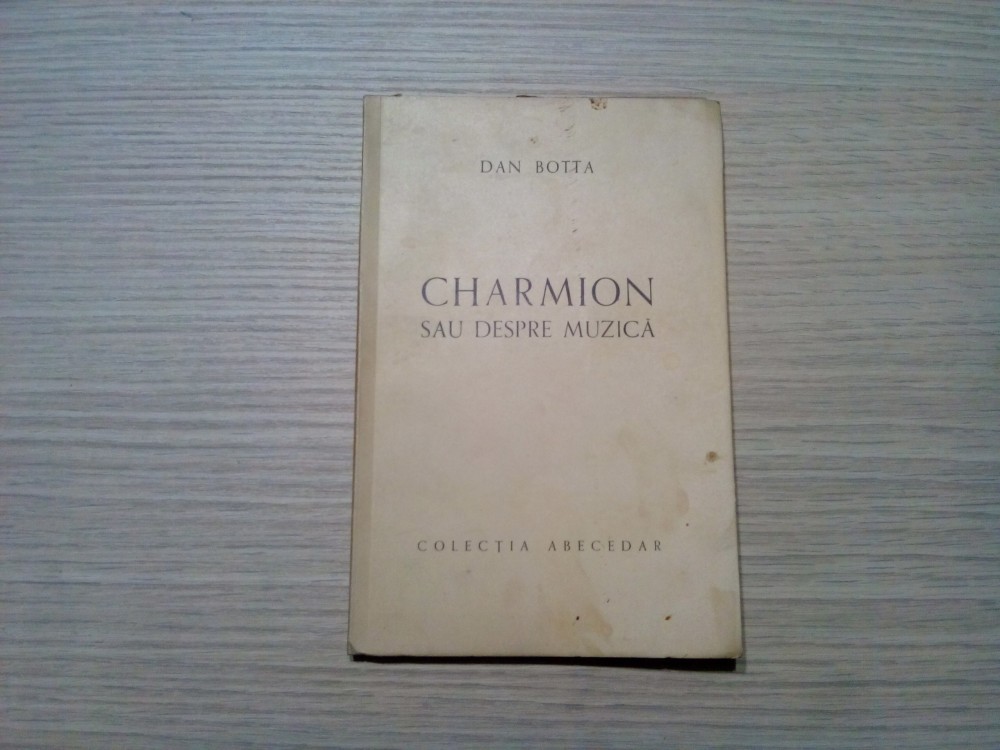 DAN BOTTA
CHARMION
SAU DESPRE MUZICĂ
COLECȚIA ABECEDAR